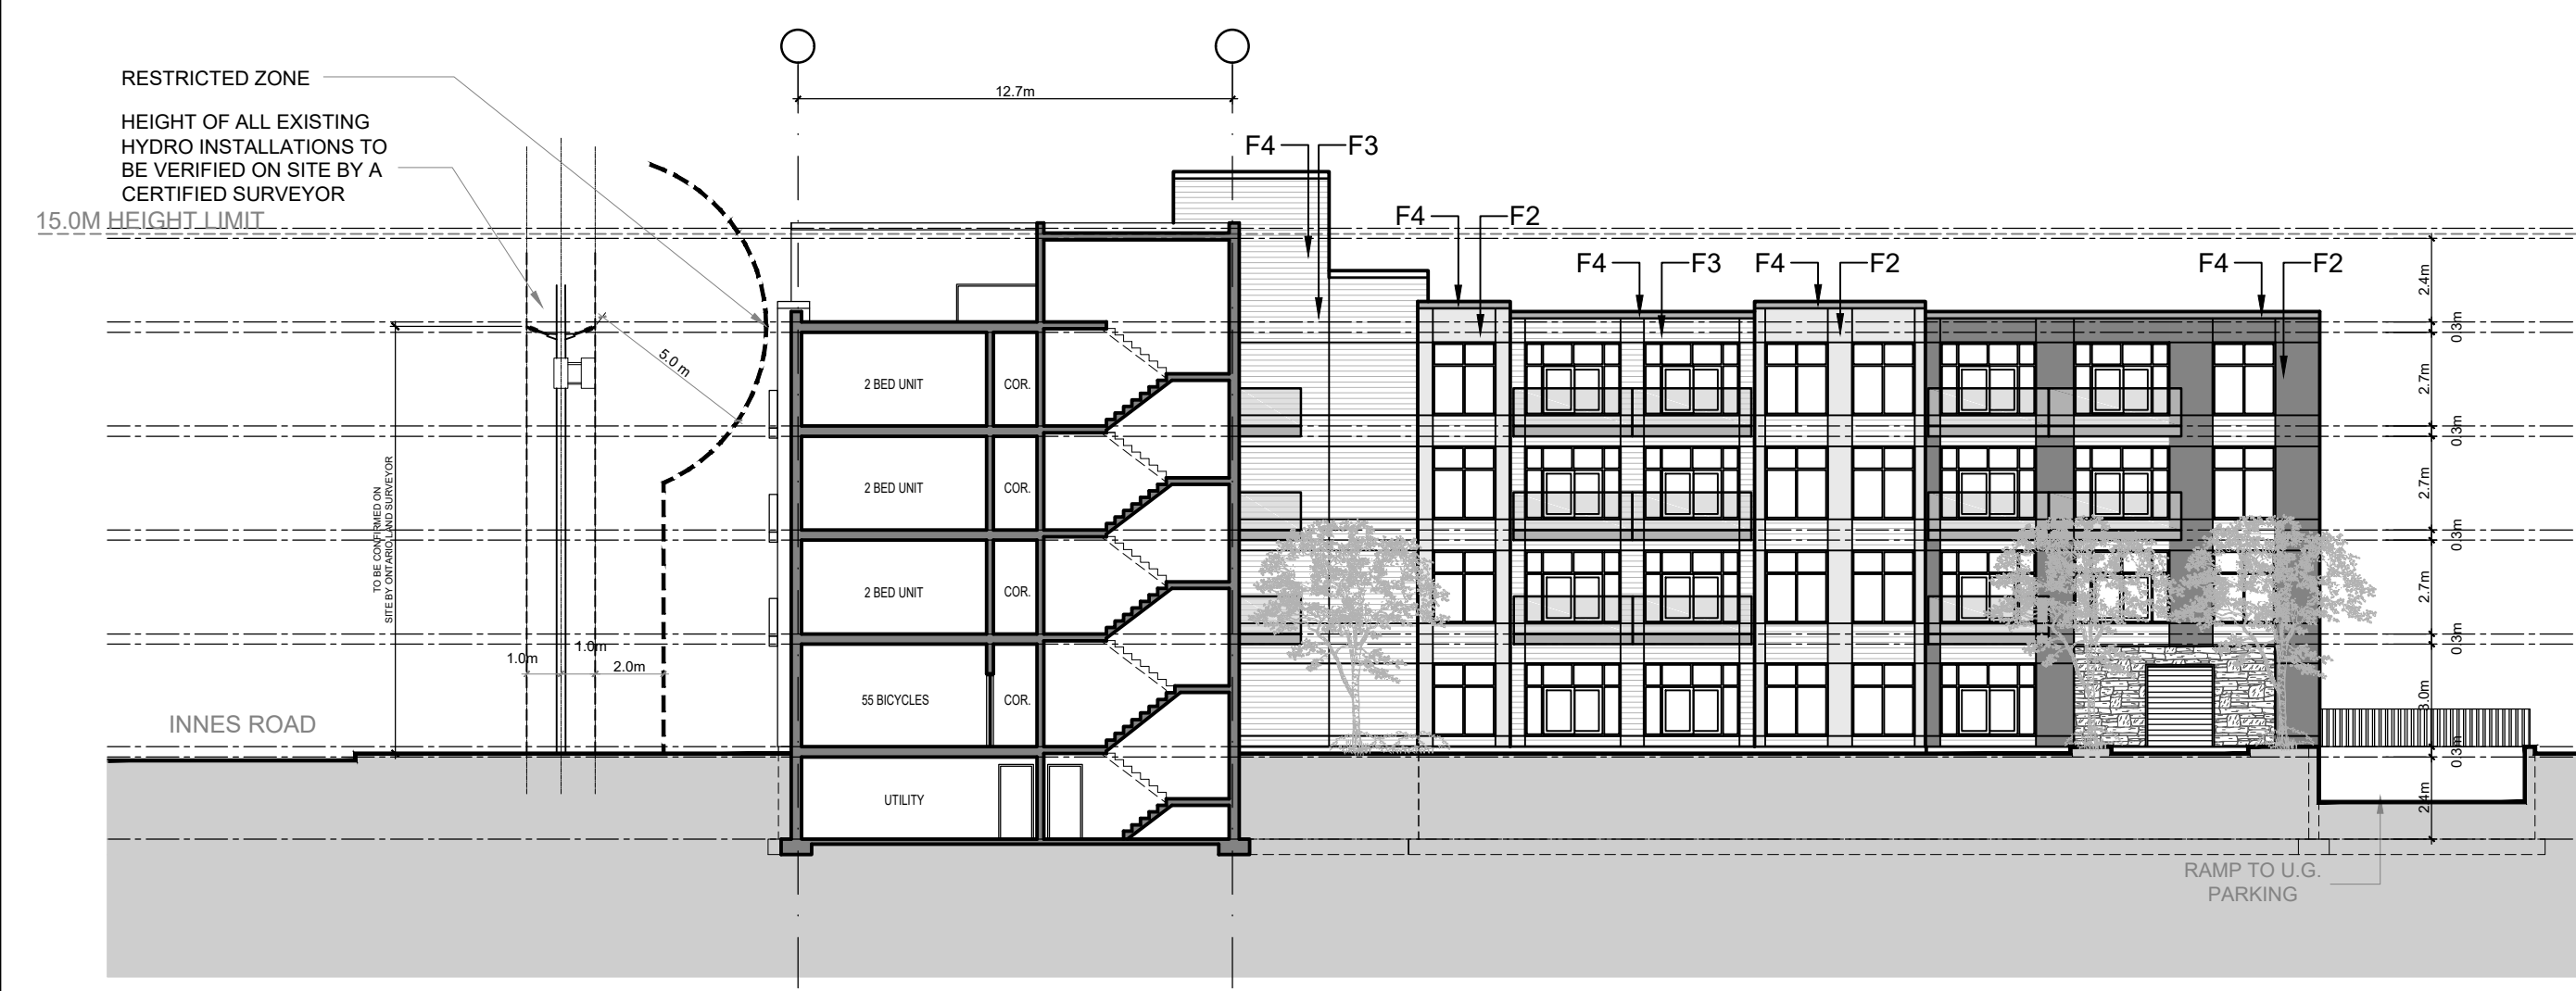 RESTRICTED ZONE
HEIGHT OF ALL EXISTING
HYDRO INSTALLATIONS TO
BE VERIFIED ON SITE BY A
CERTIFIED SURVEYOR
15.0M HEIGHT LIMIT
12.7m
F4
F3
F4
F2
F4
F3
F4
F2
F4
F2
5.0 m
TO BE CONFIRMED ON
SITE BY ONTARIO LAND SURVEYOR
1.0m
1.0m
2.0m
INNES ROAD
2 BED UNIT
COR.
2 BED UNIT
COR.
2 BED UNIT
COR.
55 BICYCLES
COR.
UTILITY
2.4m
0.3m
2.7m
0.3m
2.7m
0.3m
2.7m
0.3m
3.0m
0.3m
2.4m
RAMP TO U.G.
PARKING